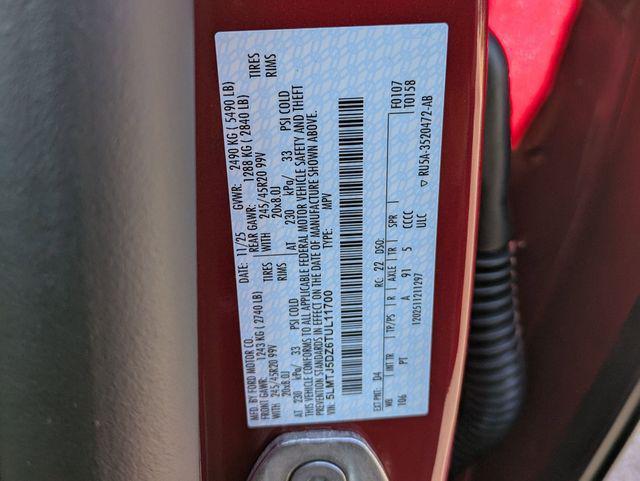 MFD. BY FORD MOTOR CO.
DATE: 11/25 GVWR: 2490 KG ( 5490 LB)
FRONT GAWR: 1243 KG (2740 LB) REAR GAWR: 1288 KG ( 2840 LB)
WITH 245/45R20 99V TIRES WITH 245/45R20 99V TIRES
20x8.0J RIMS 20x8.0J RIMS
AT 230 kPa/ 33 PSI COLD AT 230 kPa/ 33 PSI COLD
THIS VEHICLE CONFORMS TO ALL APPLICABLE FEDERAL MOTOR VEHICLE SAFETY AND THEFT
PREVENTION STANDARDS IN EFFECT ON THE DATE OF MANUFACTURE SHOWN ABOVE.
VIN: 5LMTJ5DZ6TUL11700 TYPE: MPV
F0107
T0158
EXT PNT: D4 RC: 22 DSO:
WB INT TR TP/PS R AXLE TR SPR
106 PT A 91 5 CCCC
ULC
1202511211297
RU5A-3520472-AB